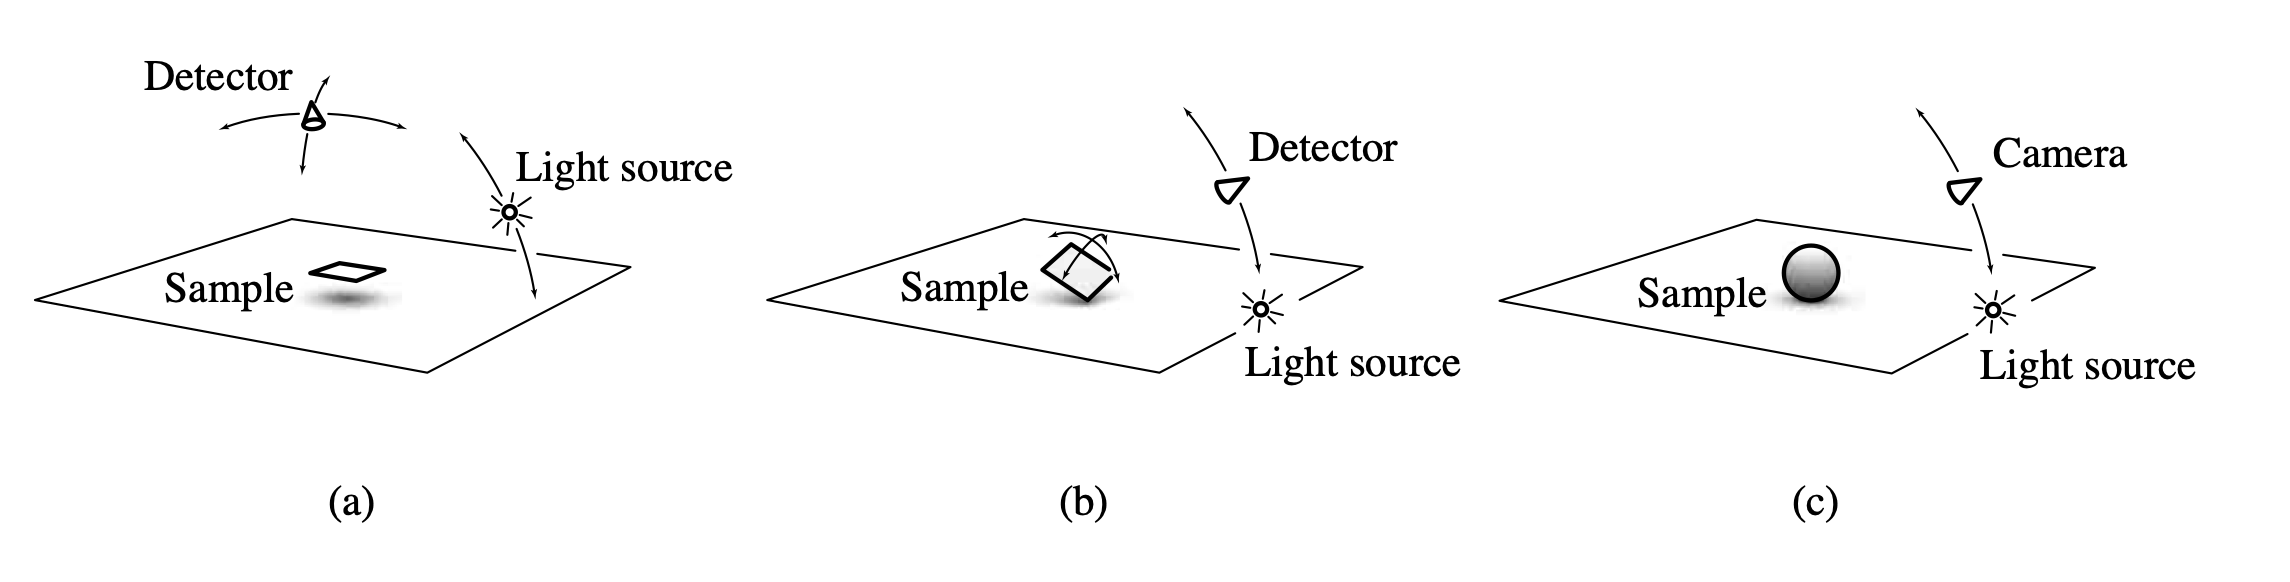 Detector
Light source
Sample
(a)
Detector
Sample
Light source
(b)
Camera
Sample
Light source
(c)